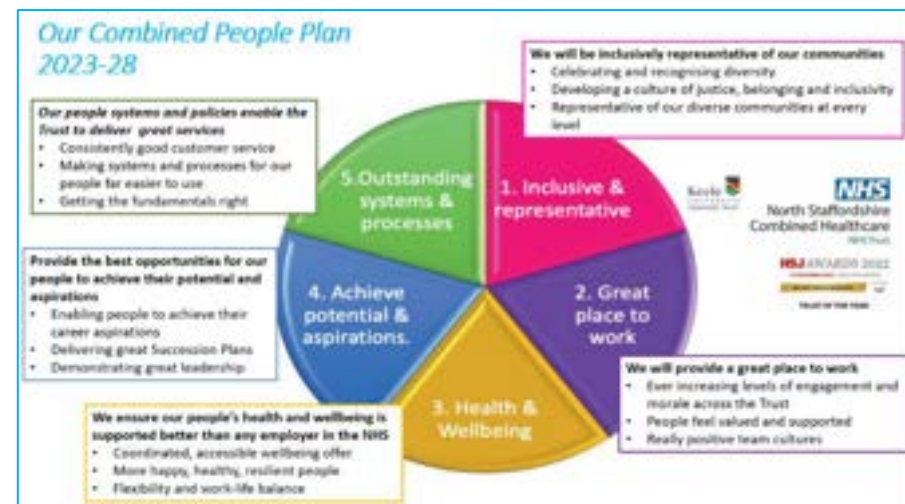 Our Combined People Plan
2023-28
We will be inclusively representative of our communities
• Celebrating and recognising diversity
• Developing a culture of justice, belonging and inclusivity
• Representative of our diverse communities at every
level
Our people systems and policies enable the
Trust to deliver great services
• Consistently good customer service
• Making systems and processes for our
people far easier to use
• Getting the fundamentals right
5.Outstanding
systems &
processes
1. Inclusive &
representative
Keele
NHS
North Staffordshire
Combined Healthcare
NHS Trust
HSJ AWARDS 2022
TRUST OF THE YEAR
Provide the best opportunities for our
people to achieve their potential and
aspirations
• Enabling people to achieve their
career aspirations
• Delivering great Succession Plans
• Demonstrating great leadership
4. Achieve
potential &
aspirations.
2. Great
place to
work
We will provide a great place to work
• Ever increasing levels of engagement and
morale across the Trust
• People feel valued and supported
• Really positive team cultures
3. Health &
Wellbeing
We ensure our people's health and wellbeing is
supported better than any employer in the NHS
• Coordinated, accessible wellbeing offer
• More happy, healthy, resilient people
• Flexibility and work-life balance